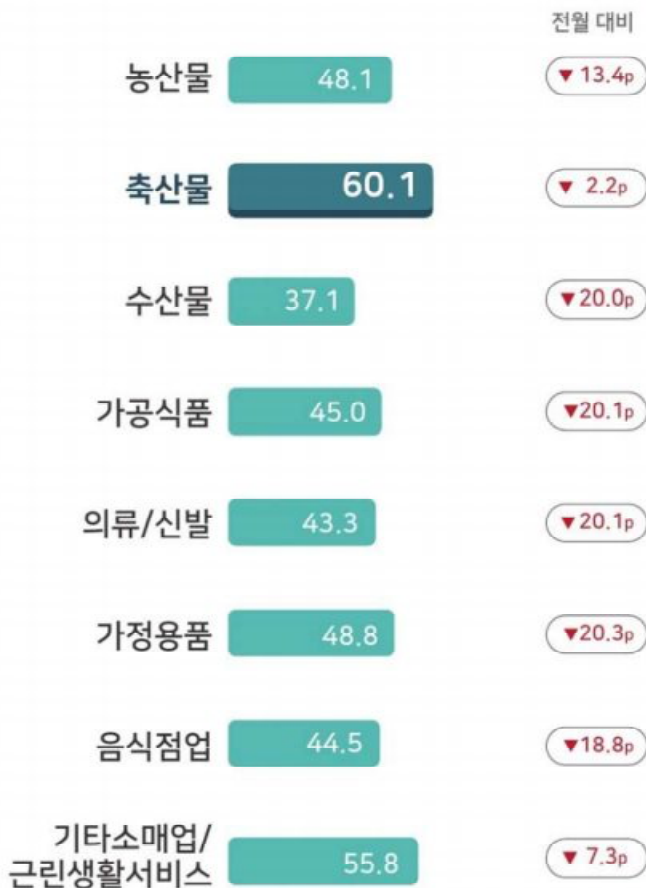 전월 대비
농산물 48.1 ▼ 13.4p
축산물 60.1 ▼ 2.2p
수산물 37.1 ▼20.0p
가공식품 45.0 ▼20.1p
의류/신발 43.3 ▼20.1p
가정용품 48.8 ▼20.3p
음식점업 44.5 ▼18.8p
기타소매업/
근린생활서비스 55.8 ▼ 7.3p